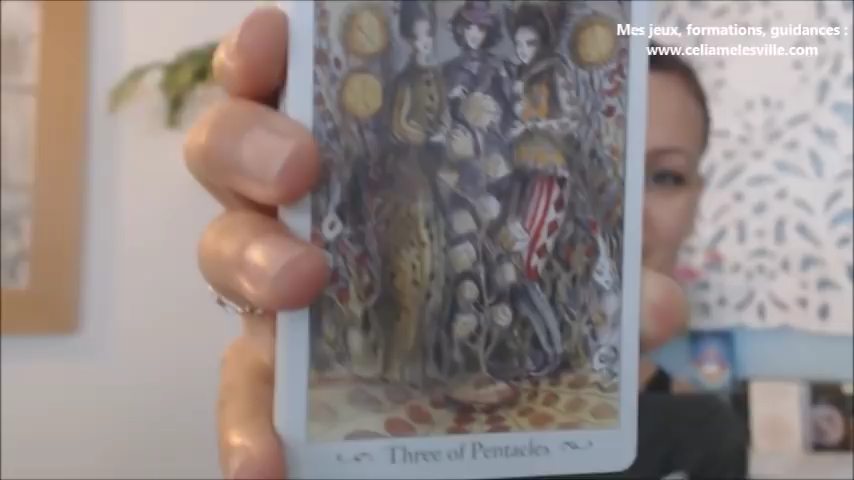 Mes jeux, formations, guidances :
www.celiamelesville.com
Three of Pentacles